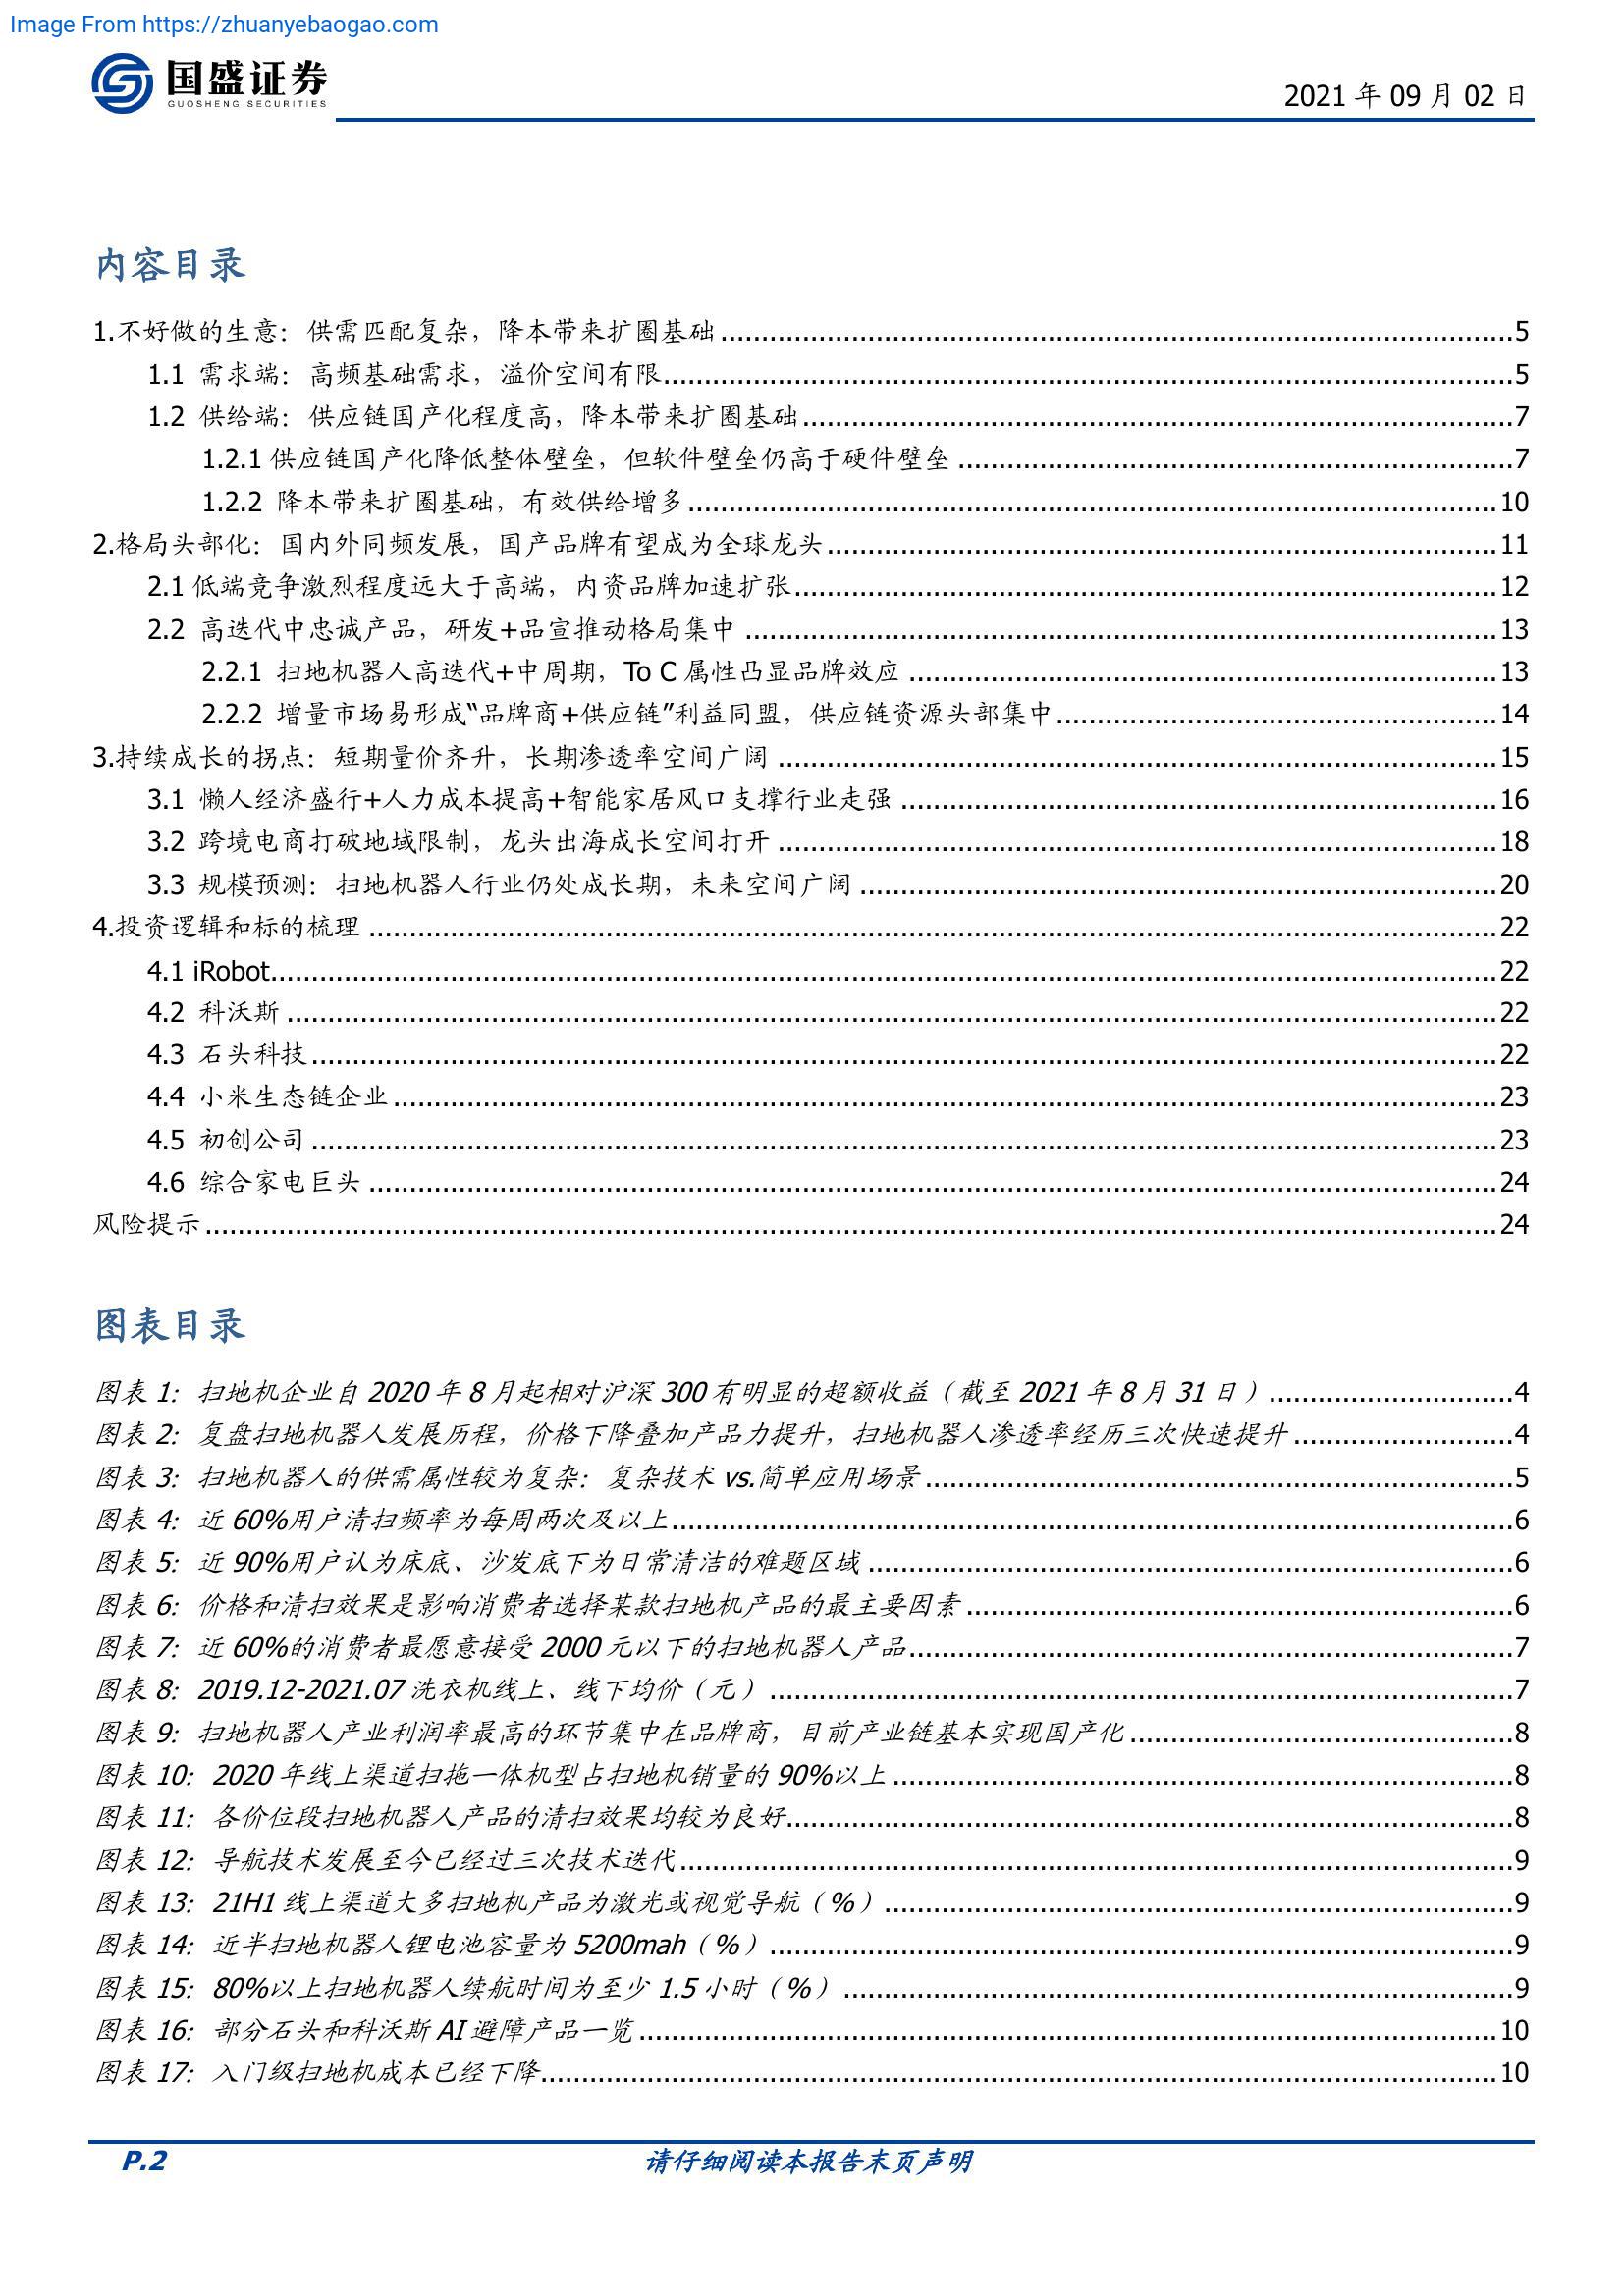 Image From https://zhuanyebaogao.com
国盛证券
GUOSHENG SECURITIES
2021 年 09 月 02 日
内容目录
1.不好做的生意：供需匹配复杂，降本带来扩圈基础5
1.1 需求端：高频基础需求，溢价空间有限5
1.2 供给端：供应链国产化程度高，降本带来扩圈基础7
1.2.1 供应链国产化降低整体壁垒，但软件壁垒仍高于硬件壁垒7
1.2.2 降本带来扩圈基础，有效供给增多10
2.格局头部化：国内外同频发展，国产品牌有望成为全球龙头11
2.1 低端竞争激烈程度远大于高端，内资品牌加速扩张12
2.2 高迭代中忠诚产品，研发+品宣推动格局集中13
2.2.1 扫地机器人高迭代+中周期，To C 属性凸显品牌效应13
2.2.2 增量市场易形成“品牌商+供应链”利益同盟，供应链资源头部集中14
3.持续成长的拐点：短期量价齐升，长期渗透率空间广阔15
3.1 懒人经济盛行+人力成本提高+智能家居风口支撑行业走强16
3.2 跨境电商打破地域限制，龙头出海成长空间打开18
3.3 规模预测：扫地机器人行业仍处成长期，未来空间广阔20
4.投资逻辑和标的梳理22
4.1 iRobot22
4.2 科沃斯22
4.3 石头科技22
4.4 小米生态链企业23
4.5 初创公司23
4.6 综合家电巨头24
风险提示24
图表目录
图表 1：扫地机企业自 2020 年 8 月起相对沪深 300 有明显的超额收益（截至 2021 年 8 月 31 日）4
图表 2：复盘扫地机器人发展历程，价格下降叠加产品力提升，扫地机器人渗透率经历三次快速提升4
图表 3：扫地机器人的供需属性较为复杂：复杂技术 vs.简单应用场景5
图表 4：近 60%用户清扫频率为每周两次及以上6
图表 5：近 90%用户认为床底、沙发底下为日常清洁的难题区域6
图表 6：价格和清扫效果是影响消费者选择某款扫地机产品的最主要因素6
图表 7：近 60%的消费者最愿意接受 2000 元以下的扫地机器人产品7
图表 8：2019.12-2021.07 洗衣机线上、线下均价（元）7
图表 9：扫地机器人产业利润率最高的环节集中在品牌商，目前产业链基本实现国产化8
图表 10：2020 年线上渠道扫拖一体机型占扫地机销量的 90%以上8
图表 11：各价位段扫地机器人产品的清扫效果均较为良好8
图表 12：导航技术发展至今已经过三次技术迭代9
图表 13：21H1 线上渠道大多扫地机产品为激光或视觉导航（%）9
图表 14：近半扫地机器人锂电池容量为 5200mah（%）9
图表 15：80%以上扫地机器人续航时间为至少 1.5 小时（%）9
图表 16：部分石头和科沃斯 AI 避障产品一览10
图表 17：入门级扫地机成本已经下降10
P.2
请仔细阅读本报告末页声明